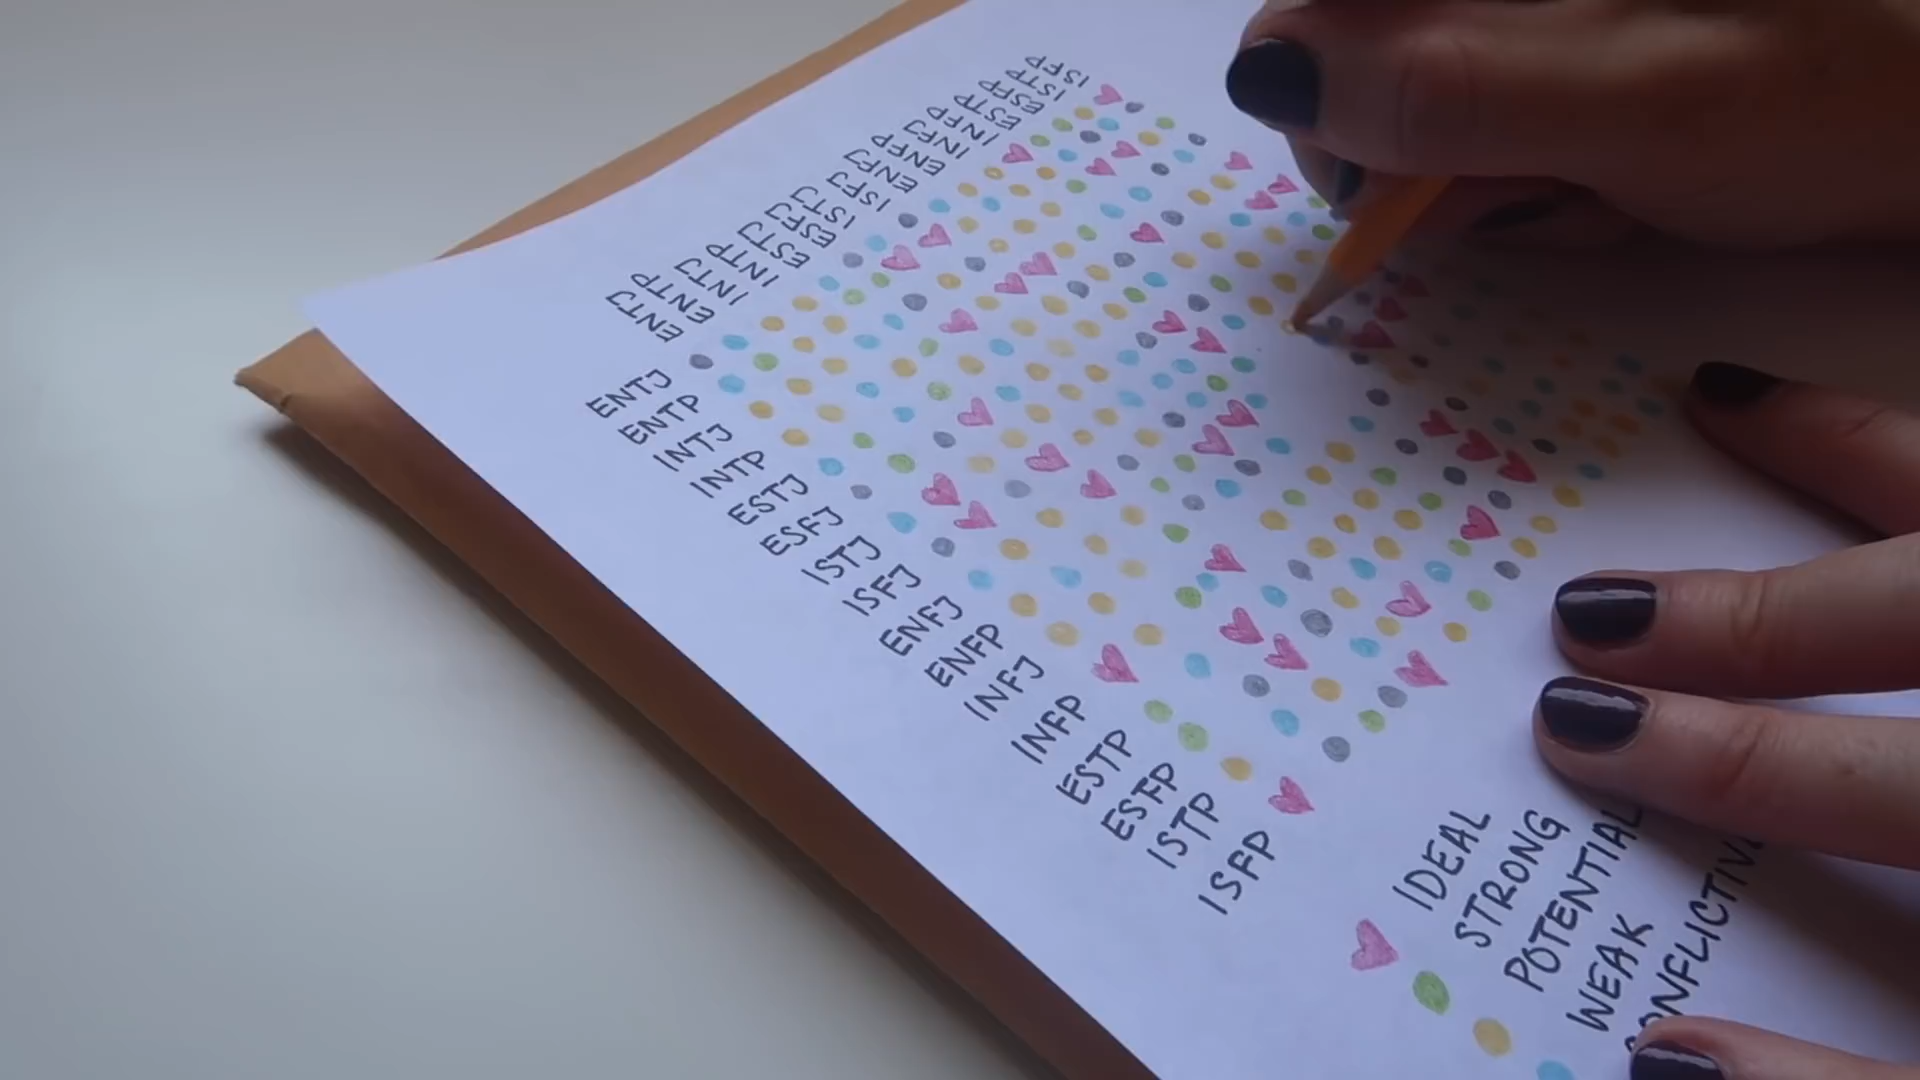 ENTJ
ENTP
INTJ
INTP
ESTJ
ESFJ
ISTJ
ISFJ
ENFJ
ENFP
INFJ
INFP
ESTP
ESFP
ISTP
ISFP
ENTJ
ENTP
INTJ
INTP
ESTJ
ESFJ
ISTJ
ISFJ
ENFJ
ENFP
INFJ
INFP
ESTP
ESFP
ISTP
ISFP
IDEAL
STRONG
POTENTIAL
WEAK